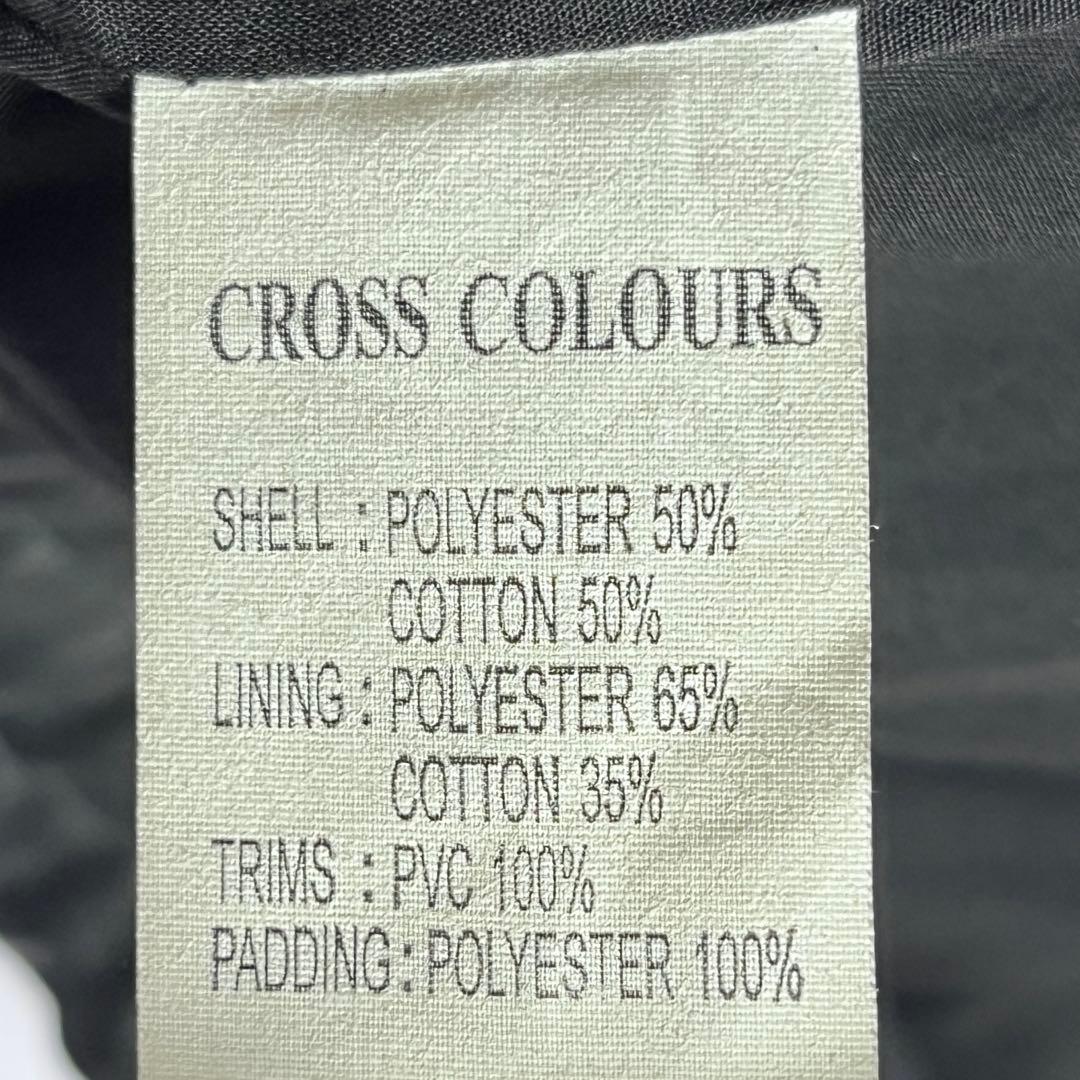 CROSS COLOURS
SHELL : POLYESTER 50%
COTTON 50%
LINING : POLYESTER 65%
COTTON 35%
TRIMS : PVC 100%
PADDING : POLYESTER 100%